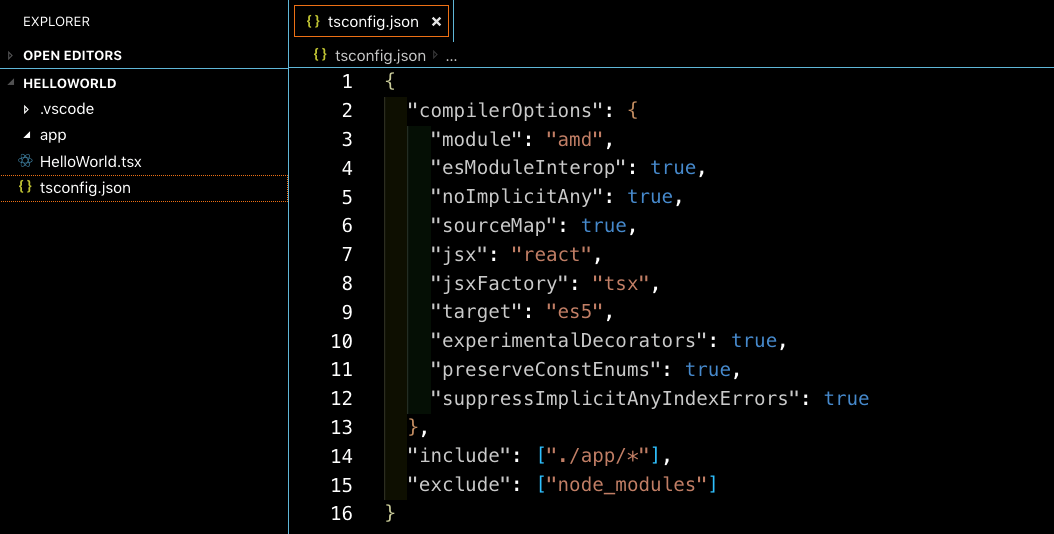 EXPLORER
OPEN EDITORS
HELLOWORLD
.vscode
app
HelloWorld.tsx
{} tsconfig.json
{} tsconfig.json ×
{} tsconfig.json ...
1 {
2 "compilerOptions": {
3 "module": "amd",
4 "esModuleInterop": true,
5 "noImplicitAny": true,
6 "sourceMap": true,
7 "jsx": "react",
8 "jsxFactory": "tsx",
9 "target": "es5",
10 "experimentalDecorators": true,
11 "preserveConstEnums": true,
12 "suppressImplicitAnyIndexErrors": true
13 },
14 "include": ["./app/*"],
15 "exclude": ["node_modules"]
16 }